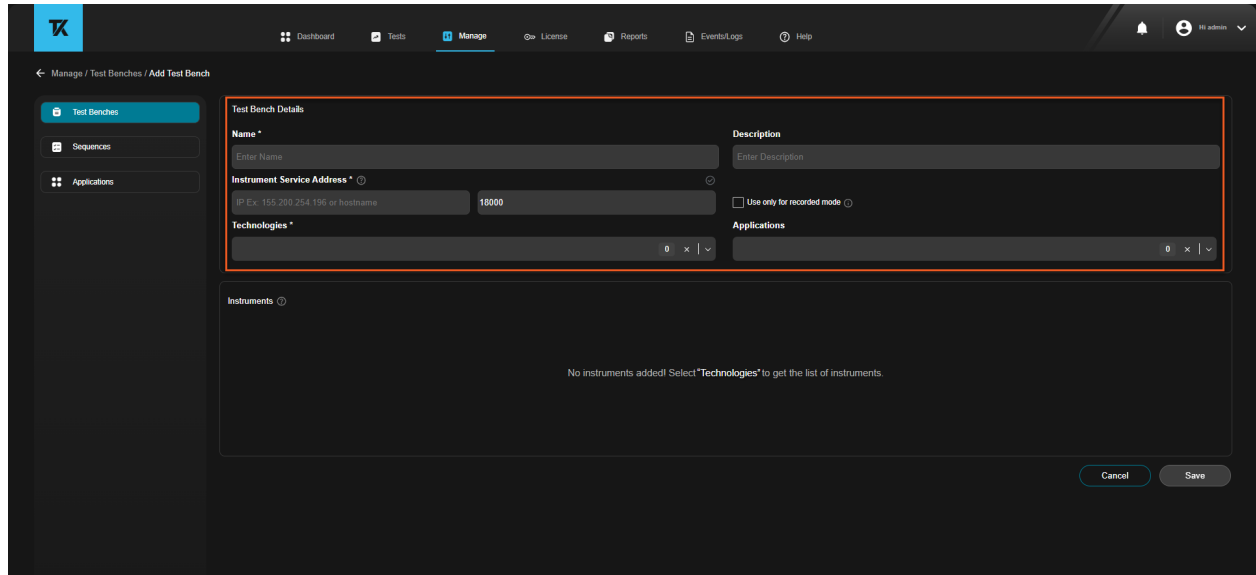 TK
Dashboard Tests Manage License Reports Events/Logs Help Hi admin
Manage / Test Benches / Add Test Bench
Test Benches
Sequences
Applications
Test Bench Details
Name * Description
Enter Name Enter Description
Instrument Service Address *
IP Ex: 155.200.254.196 or hostname 18000 Use only for recorded mode
Technologies * Applications
0 0
Instruments
No instruments added! Select "Technologies" to get the list of instruments.
Cancel Save